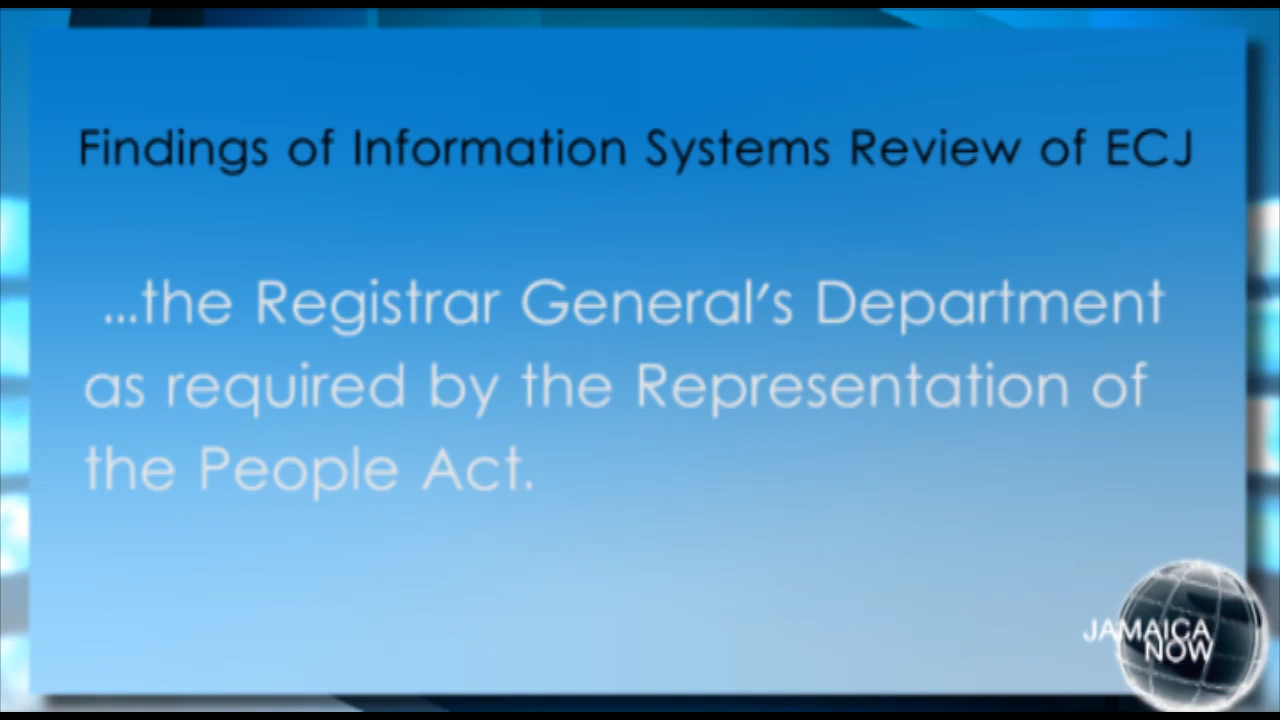 Findings of Information Systems Review of ECJ
...the Registrar General's Department
as required by the Representation of
the People Act.
JAMAICA
NOW